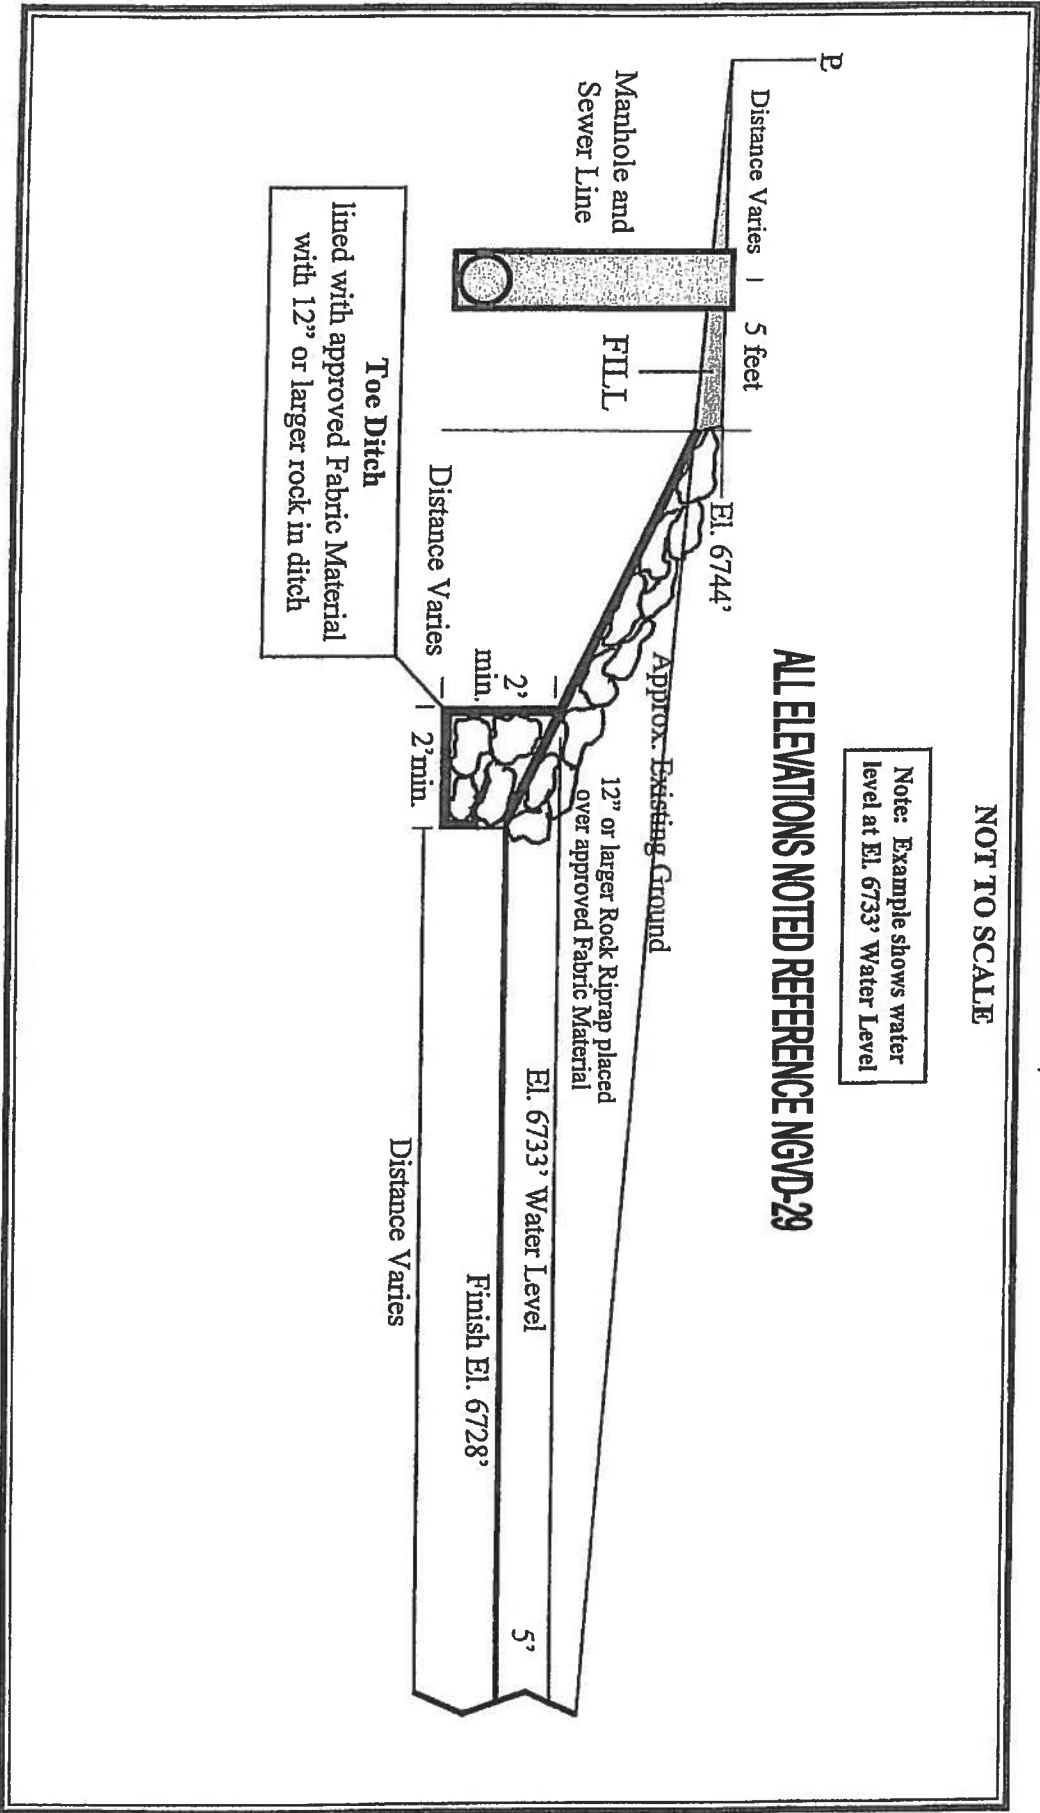 NOT TO SCALE
Note: Example shows water
level at El. 6733' Water Level
ALL ELEVATIONS NOTED REFERENCE NGVD-29
Distance Varies
5 feet
El. 6744'
Manhole and
Sewer Line
FILL
Approx. Existing Ground
12" or larger Rock Riprap placed
over approved Fabric Material
El. 6733' Water Level
5'
Finish El. 6728'
2'
min.
Distance Varies
2'min.
Distance Varies
Toe Ditch
lined with approved Fabric Material
with 12" or larger rock in ditch